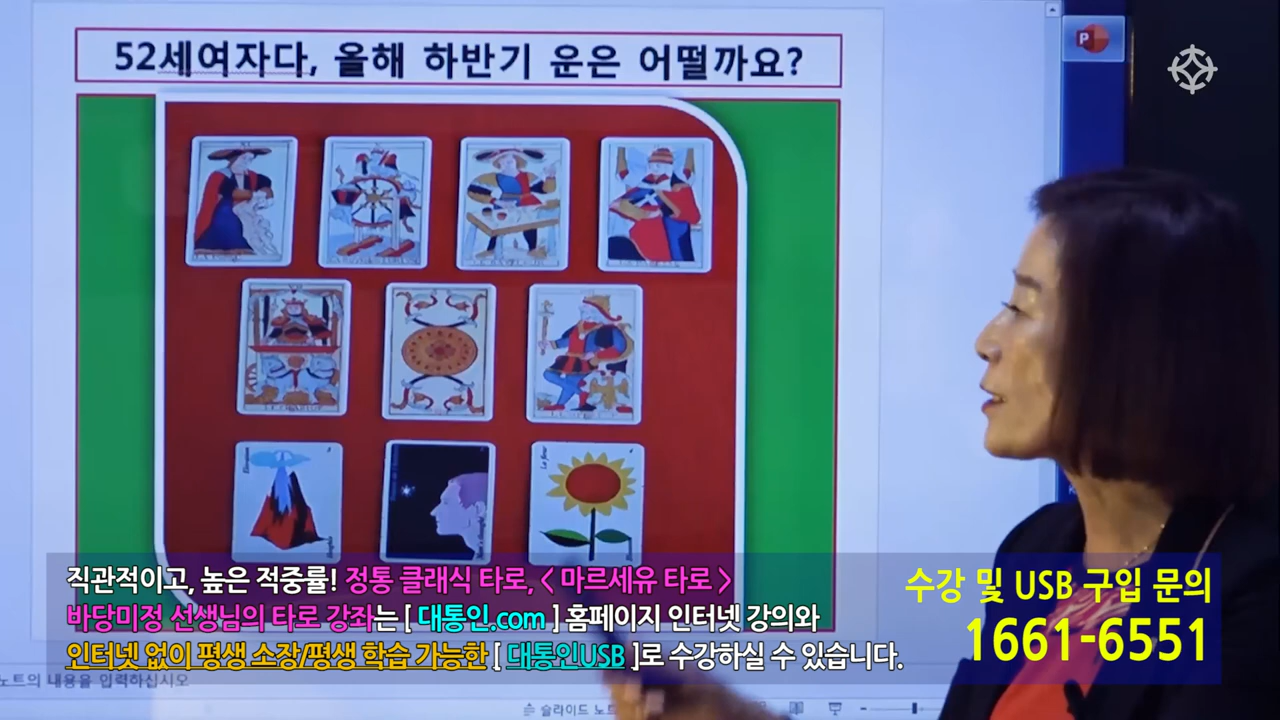 52세여자다, 올해 하반기 운은 어떨까요?
P
직관적이고, 높은 적중률! 정통 클래식 타로, < 마르세유 타로 >
바당미정 선생님의 타로 강좌는 [ 대통인.com ] 홈페이지 인터넷 강의와
인터넷 없이 평생 소장/평생 학습 가능한 [ 대통인USB ]로 수강하실 수 있습니다.
수강 및 USB 구입 문의
1661-6551
노트의 내용을 입력하십시오
슬라이드 노트